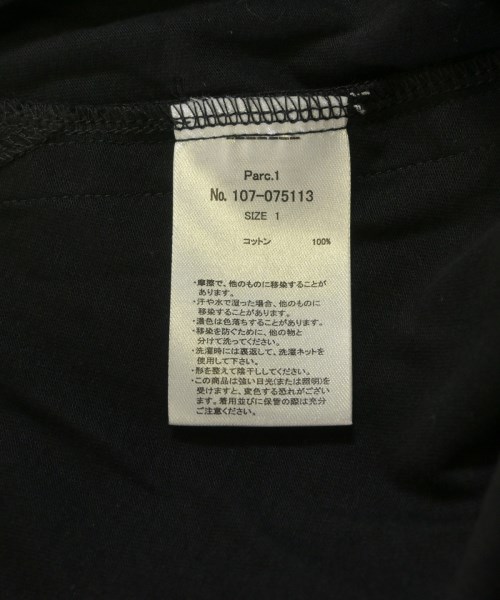 Parc.1
No. 107-075113
SIZE 1
コットン 100%
・摩擦で、他のものに移染することが
あります。
・汗や水で湿った場合、他のものに
移染することがあります。
・濃色は色落ちすることがあります。
・移染を防ぐために、他の物と
分けて洗ってください。
・洗濯時には裏返して、洗濯ネットを
使用して下さい。
・形を整えて陰干ししてください。
・この商品は強い日光(または照明)を
受けますと、変色する恐れがござい
ます。着用並びに保管の際は充分
ご注意ください。